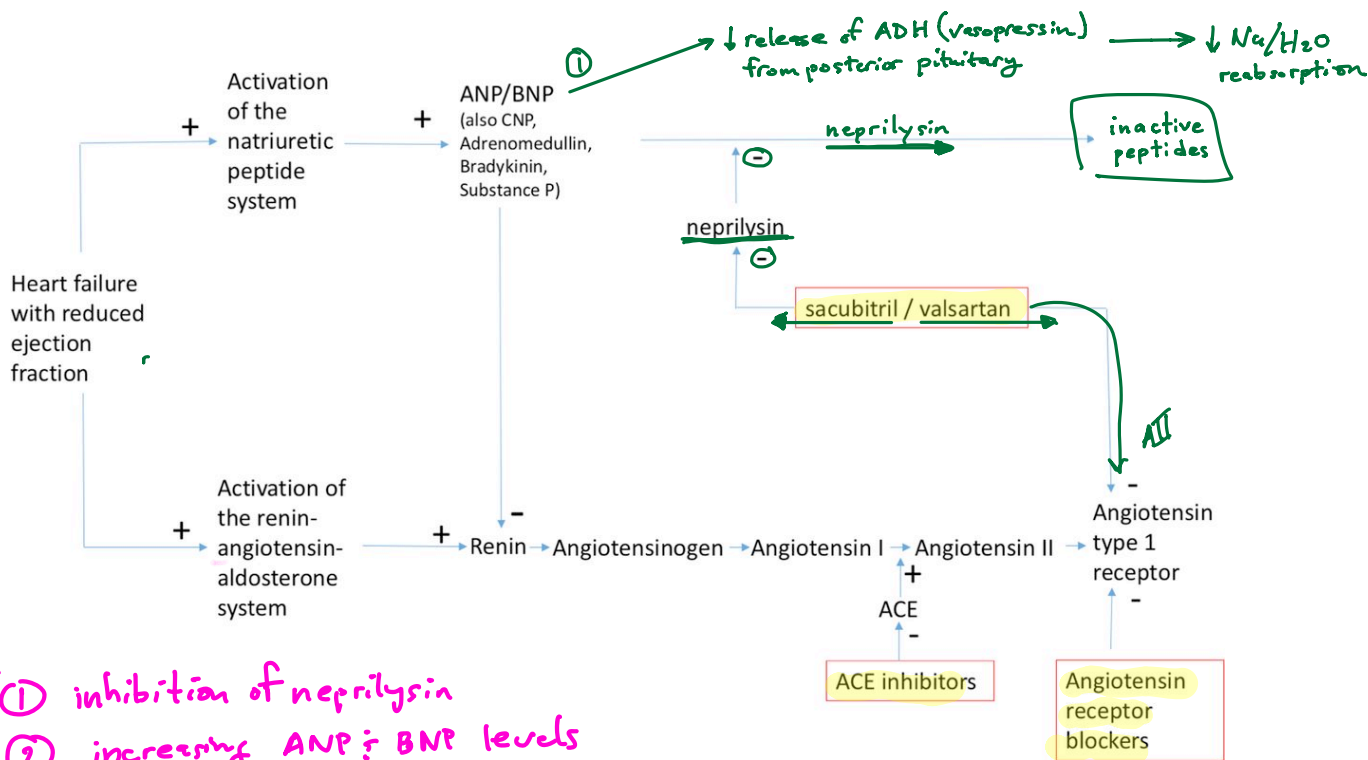 ①
↓ release of ADH (vasopressin)
from posterior pituitary
↓ Na/H2O
reabsorption
Activation
of the
natriuretic
peptide
system
+
+
ANP/BNP
(also CNP,
Adrenomedullin,
Bradykinin,
Substance P)
neprilysin
inactive
peptides
-
neprilysin
-
Heart failure
with reduced
ejection
fraction
sacubitril / valsartan
AII
Activation of
the renin-
angiotensin-
aldosterone
system
+
+
-
Renin
Angiotensinogen
Angiotensin I
Angiotensin II
-
Angiotensin
type 1
receptor
+
ACE
-
ACE inhibitors
-
Angiotensin
receptor
blockers
① inhibition of neprilysin
② increasing ANP & BNP levels